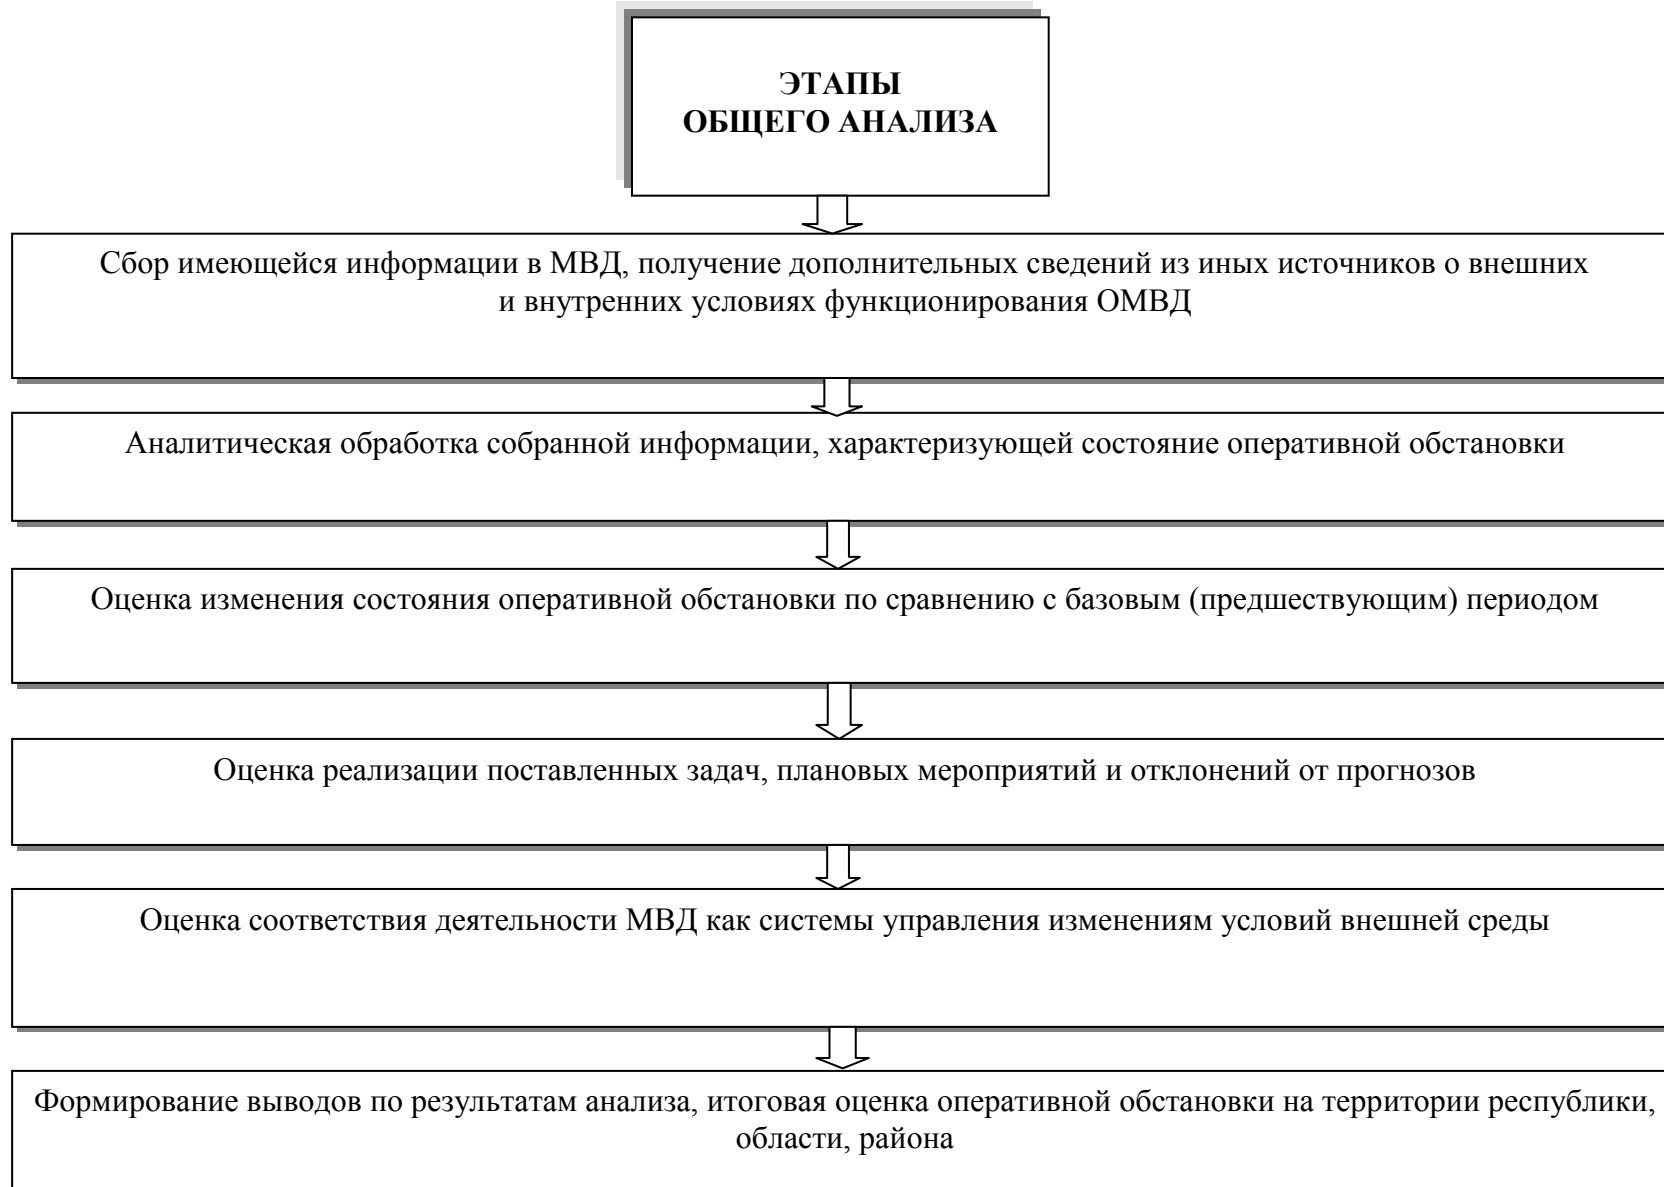 ЭТАПЫ
ОБЩЕГО АНАЛИЗА
Сбор имеющейся информации в МВД, получение дополнительных сведений из иных источников о внешних
и внутренних условиях функционирования ОМВД
Аналитическая обработка собранной информации, характеризующей состояние оперативной обстановки
Оценка изменения состояния оперативной обстановки по сравнению с базовым (предшествующим) периодом
Оценка реализации поставленных задач, плановых мероприятий и отклонений от прогнозов
Оценка соответствия деятельности МВД как системы управления изменениям условий внешней среды
Формирование выводов по результатам анализа, итоговая оценка оперативной обстановки на территории республики,
области, района